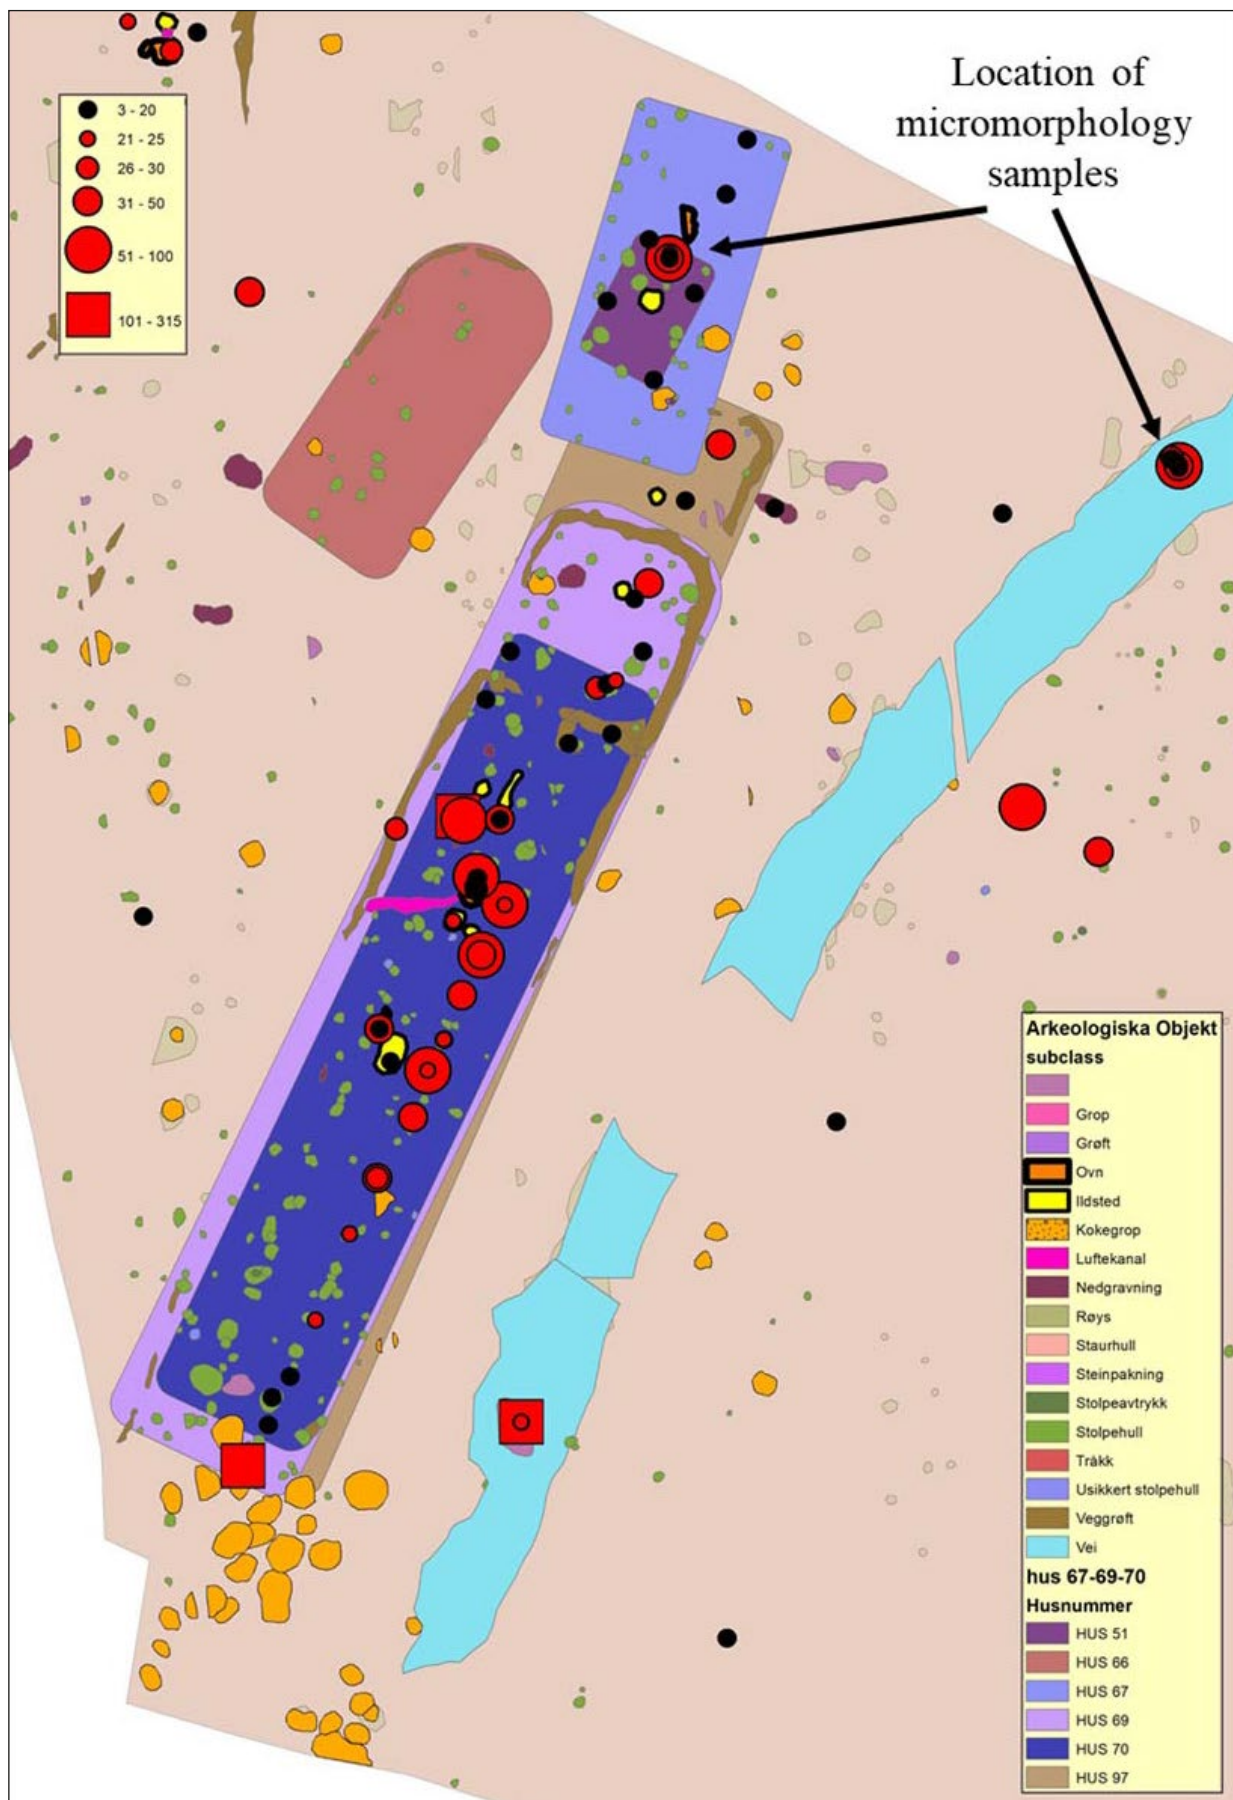 Location of
micromorphology
samples
3 - 20
21 - 25
26 - 30
31 - 50
51 - 100
101 - 315
Arkeologiska Objekt
subclass
Grop
Grøft
Ovn
Ildsted
Kokegrop
Luftekanal
Nedgravning
Røys
Staurhull
Steinpakning
Stolpeavtrykk
Stolpehull
Tråkk
Usikkert stolpehull
Veggrøft
Vei
hus 67-69-70
Husnummer
HUS 51
HUS 66
HUS 67
HUS 69
HUS 70
HUS 97